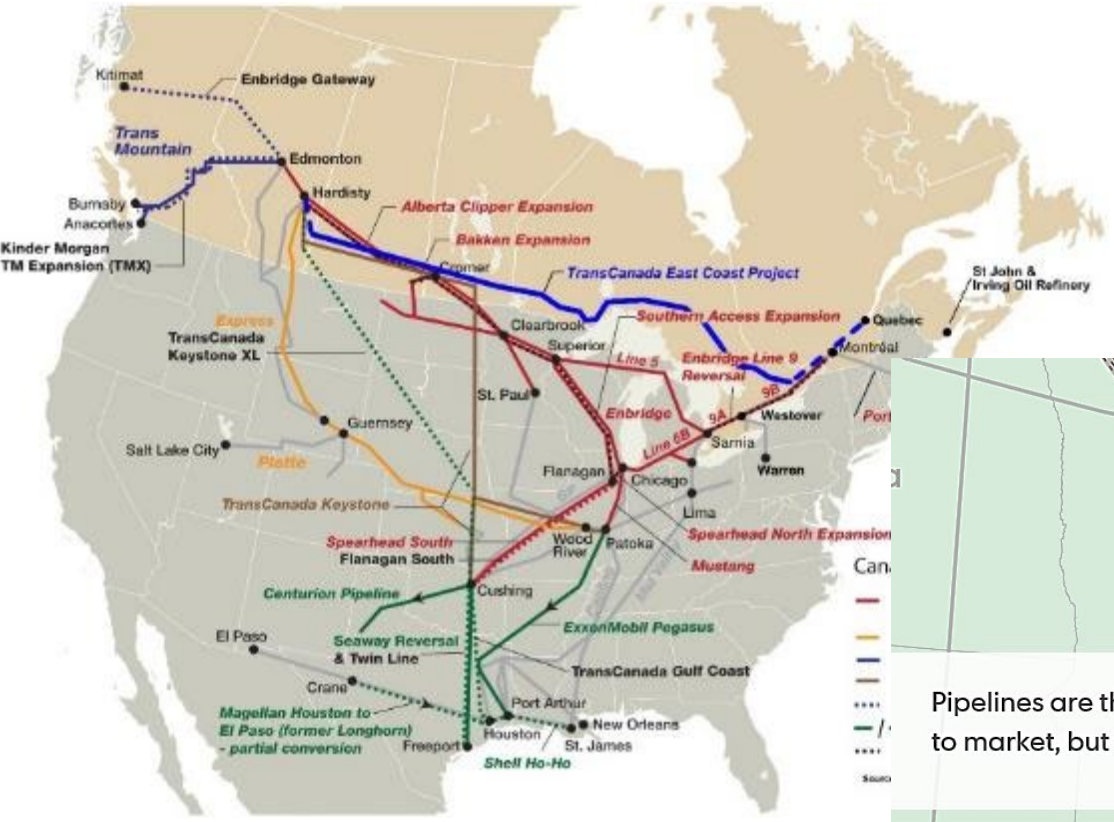 Kitimat
Enbridge Gateway
Trans
Mountain
Edmonton
Hardisty
Burnaby
Anacortes
Kinder Morgan
TM Expansion (TMX)
Alberta Clipper Expansion
Bakken Expansion
Cromer
TransCanada East Coast Project
St John &
Irving Oil Refinery
Express
TransCanada
Keystone XL
Clearbrook
Southern Access Expansion
Quebec
Superior
Montréal
Line 5
Enbridge Line 9
Reversal
St. Paul
9B
Enbridge
9A
Westover
Port
Guernsey
Salt Lake City
Line 6B
Sarnia
Platte
Flanagan
Chicago
Warren
TransCanada Keystone
Lima
Spearhead South
Wood
River
Patoka
Spearhead North Expansion
Flanagan South
Mustang
Can
Centurion Pipeline
Cushing
El Paso
Seaway Reversal
& Twin Line
ExxonMobil Pegasus
TransCanada Gulf Coast
Crane
Port Arthur
Magellan Houston to
El Paso (former Longhorn)
- partial conversion
Houston
New Orleans
Freeport
St. James
Shell Ho-Ho
Pipelines are th
to market, but